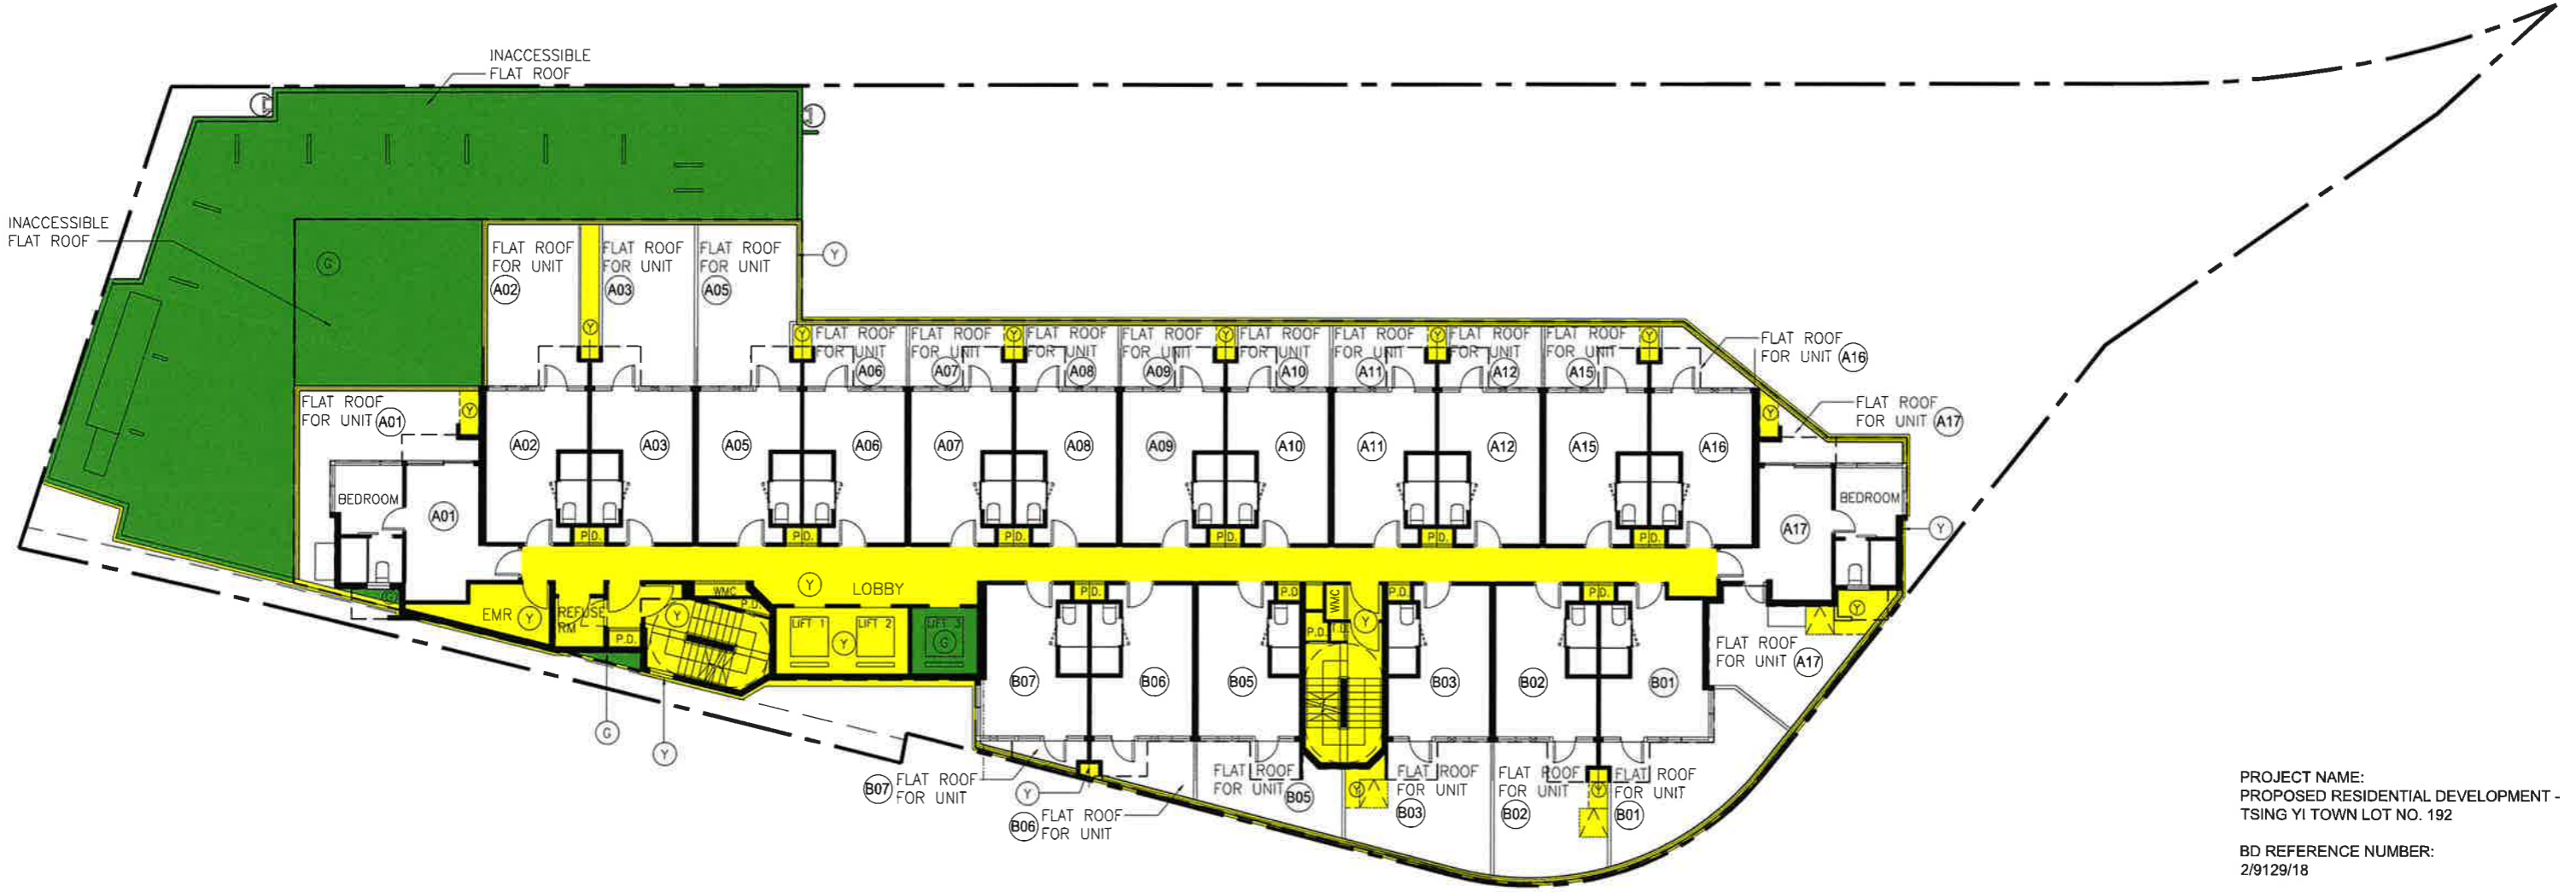 INACCESSIBLE
FLAT ROOF
INACCESSIBLE
FLAT ROOF
G
FLAT ROOF
FOR UNIT
A02
FLAT ROOF
FOR UNIT
A03
FLAT ROOF
FOR UNIT
A05
Y
Y
Y
FLAT ROOF
FOR UNIT
A06
FLAT ROOF
FOR UNIT
A07
Y
FLAT ROOF
FOR UNIT
A08
FLAT ROOF
FOR UNIT
A09
Y
FLAT ROOF
FOR UNIT
A10
FLAT ROOF
FOR UNIT
A11
Y
FLAT ROOF
FOR UNIT
A12
FLAT ROOF
FOR UNIT
A15
Y
FLAT ROOF
FOR UNIT A16
FLAT ROOF
FOR UNIT A01
Y
Y
FLAT ROOF
FOR UNIT A17
A02
A03
A05
A06
A07
A08
A09
A10
A11
A12
A15
A16
BEDROOM
A01
BEDROOM
A17
Y
P.D.
P.D.
P.D.
P.D.
P.D.
P.D.
Y
LOBBY
G
EMR
Y
REFUSE
RM
P.D.
Y
WMC
P.D.
LIFT 1
LIFT 2
Y
LIFT 3
G
P.D.
P.D.
WMC
P.D.
P.D.
T.D.
Y
P.D.
Y
FLAT ROOF
FOR UNIT A17
B07
B06
B05
B03
B02
B01
G
Y
B07 FLAT ROOF
FOR UNIT
Y
B06 FLAT ROOF
FOR UNIT
FLAT ROOF
FOR UNIT
B05
Y
FLAT ROOF
FOR UNIT
B03
FLAT ROOF
FOR UNIT
B02
Y
FLAT ROOF
FOR UNIT
B01
PROJECT NAME:
PROPOSED RESIDENTIAL DEVELOPMENT -
TSING YI TOWN LOT NO. 192
BD REFERENCE NUMBER:
2/9129/18